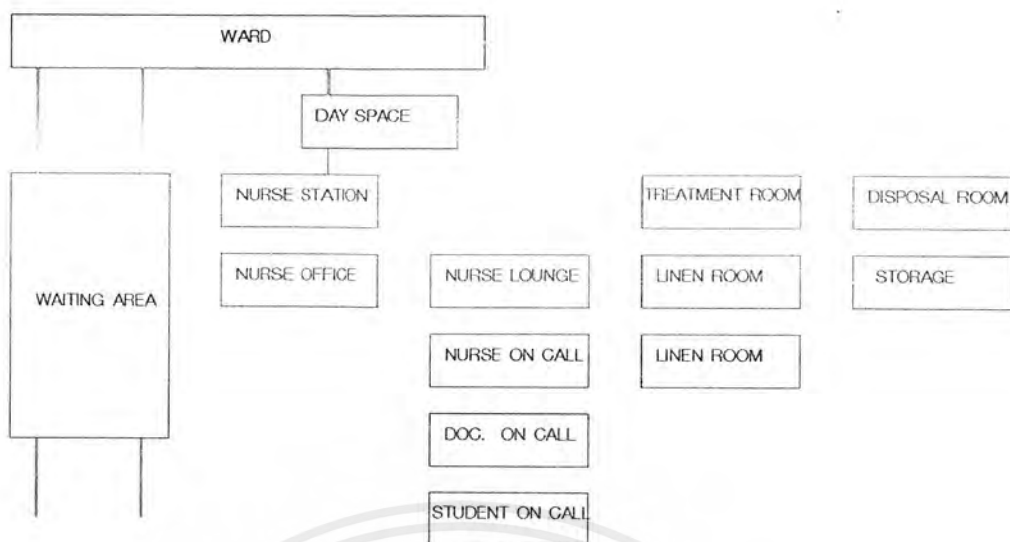 WARD
DAY SPACE
NURSE STATION
TREATMENT ROOM
DISPOSAL ROOM
NURSE OFFICE
NURSE LOUNGE
LINEN ROOM
STORAGE
WAITING AREA
NURSE ON CALL
LINEN ROOM
DOC. ON CALL
STUDENT ON CALL